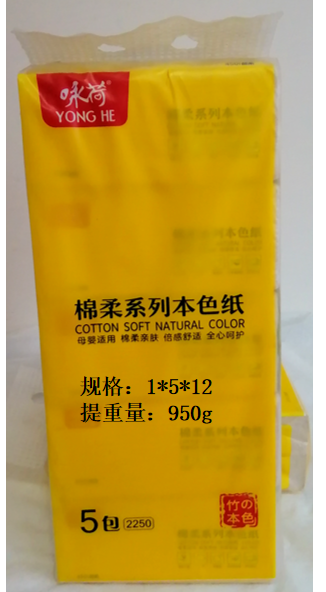 咏荷®
YONG HE
棉柔系列本色纸
COTTON SOFT NATURAL COLOR
母婴适用 棉柔亲肤 倍感舒适 全心呵护
规格：1*5*12
提重量：950g
5包 2250
竹の
本色